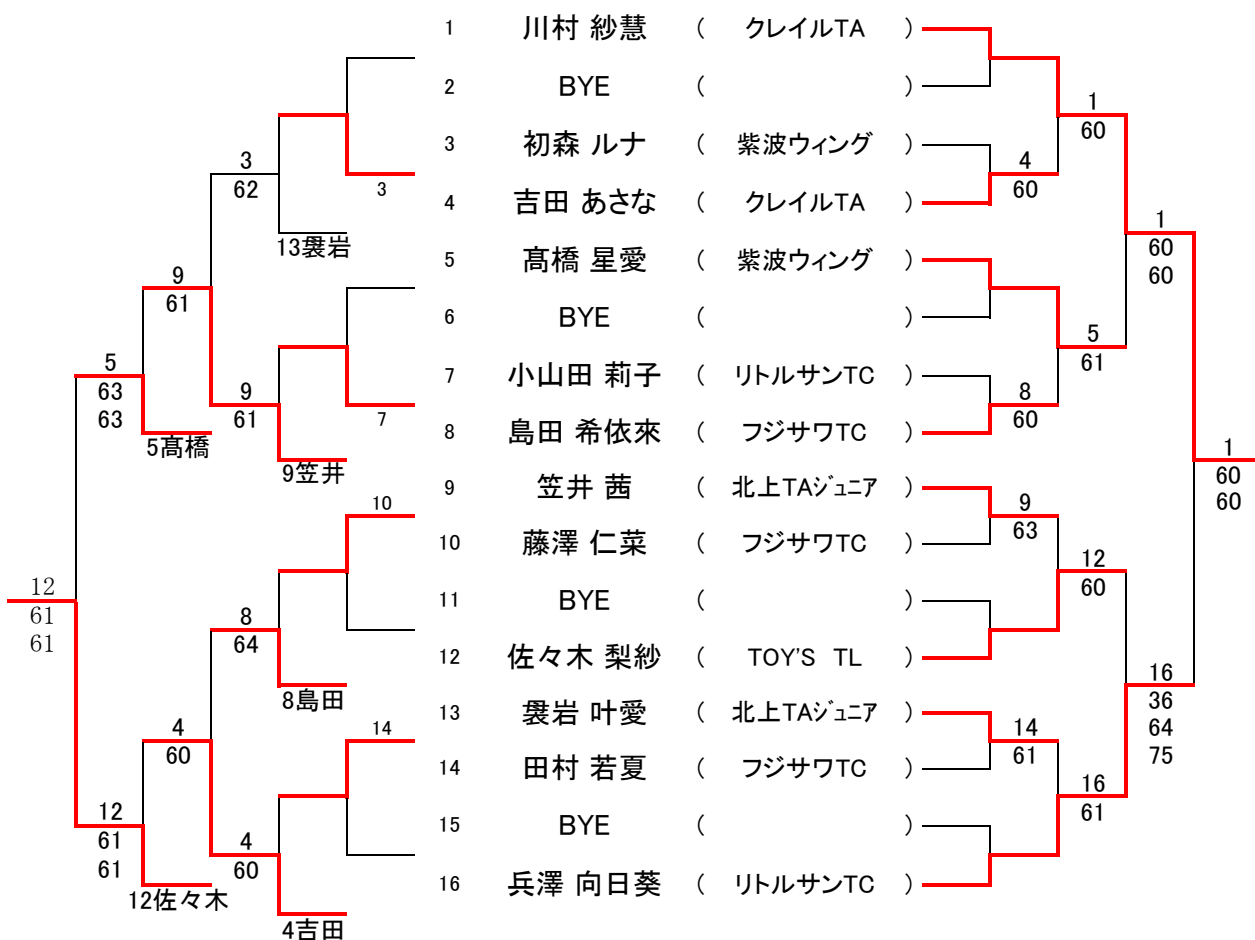 1 川村 紗慧 ( クレイルTA )
2 BYE ( )
3 初森 ルナ ( 紫波ウィング )
4 吉田 あさな ( クレイルTA )
5 髙橋 星愛 ( 紫波ウィング )
6 BYE ( )
7 小山田 莉子 ( リトルサンTC )
8 島田 希依來 ( フジサワTC )
9 笠井 茜 ( 北上TAジュニア )
10 藤澤 仁菜 ( フジサワTC )
11 BYE ( )
12 佐々木 梨紗 ( TOY'S TL )
13 褜岩 叶愛 ( 北上TAジュニア )
14 田村 若夏 ( フジサワTC )
15 BYE ( )
16 兵澤 向日葵 ( リトルサンTC )
3
62
3
13褜岩
9
61
5
63
63
5髙橋
9
61
7
9笠井
10
12
61
61
8
64
8島田
14
4
60
12
61
61
4
60
12佐々木
4吉田
1
60
4
60
1
60
60
5
61
8
60
1
60
60
9
63
12
60
16
36
64
75
14
61
16
61